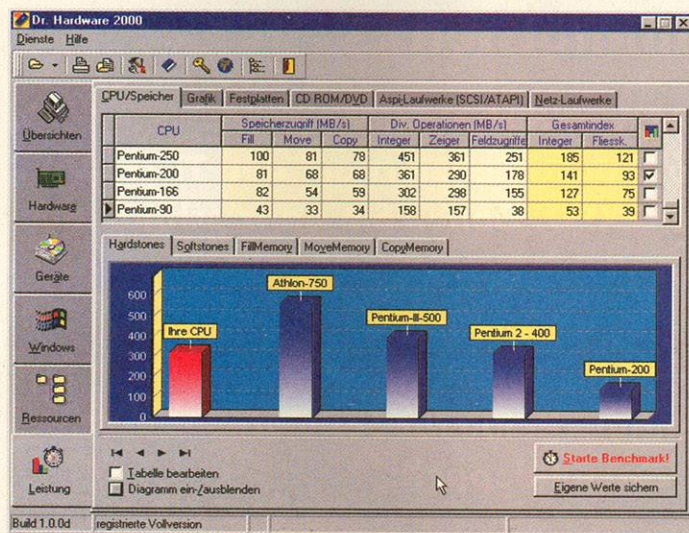 Dr. Hardware 2000
Dienste Hilfe
CPU/Speicher Grafik Festplatten CD ROM/DVD Aspi-Laufwerke (SCSI/ATAPI) Netz-Laufwerke
CPU Speicherzugriff (MB/s) Div. Operationen (MB/s) Gesamtindex
Fill Move Copy Integer Zeiger Feldzugriffe Integer Fliessk.
Pentium-250 100 81 78 451 361 251 185 121
Pentium-200 81 68 68 361 290 178 141 93
Pentium-166 82 54 59 302 298 155 127 75
Pentium-90 43 33 34 158 157 38 53 39
Übersichten
Hardware
Geräte
Windows
Ressourcen
Leistung
Hardstones Softstones FillMemory MoveMemory CopyMemory
600
500
400
300
200
100
0
Ihre CPU
Athlon-750
Pentium-III-500
Pentium 2 - 400
Pentium-200
Tabelle bearbeiten
Diagramm ein-/ausblenden
Starte Benchmark!
Eigene Werte sichern
Build 1.0.0d registrierte Vollversion